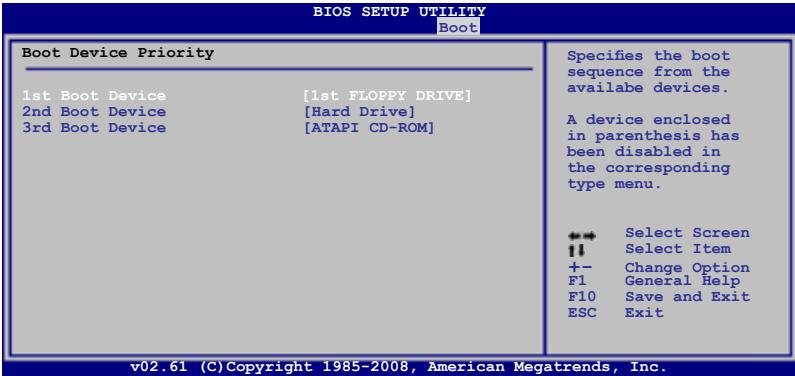 BIOS SETUP UTILITY
Boot
Boot Device Priority
1st Boot Device [1st FLOPPY DRIVE]
2nd Boot Device [Hard Drive]
3rd Boot Device [ATAPI CD-ROM]
Specifies the boot
sequence from the
availabe devices.
A device enclosed
in parenthesis has
been disabled in
the corresponding
type menu.
←→ Select Screen
↑↓ Select Item
+- Change Option
F1 General Help
F10 Save and Exit
ESC Exit
v02.61 (C)Copyright 1985-2008, American Megatrends, Inc.